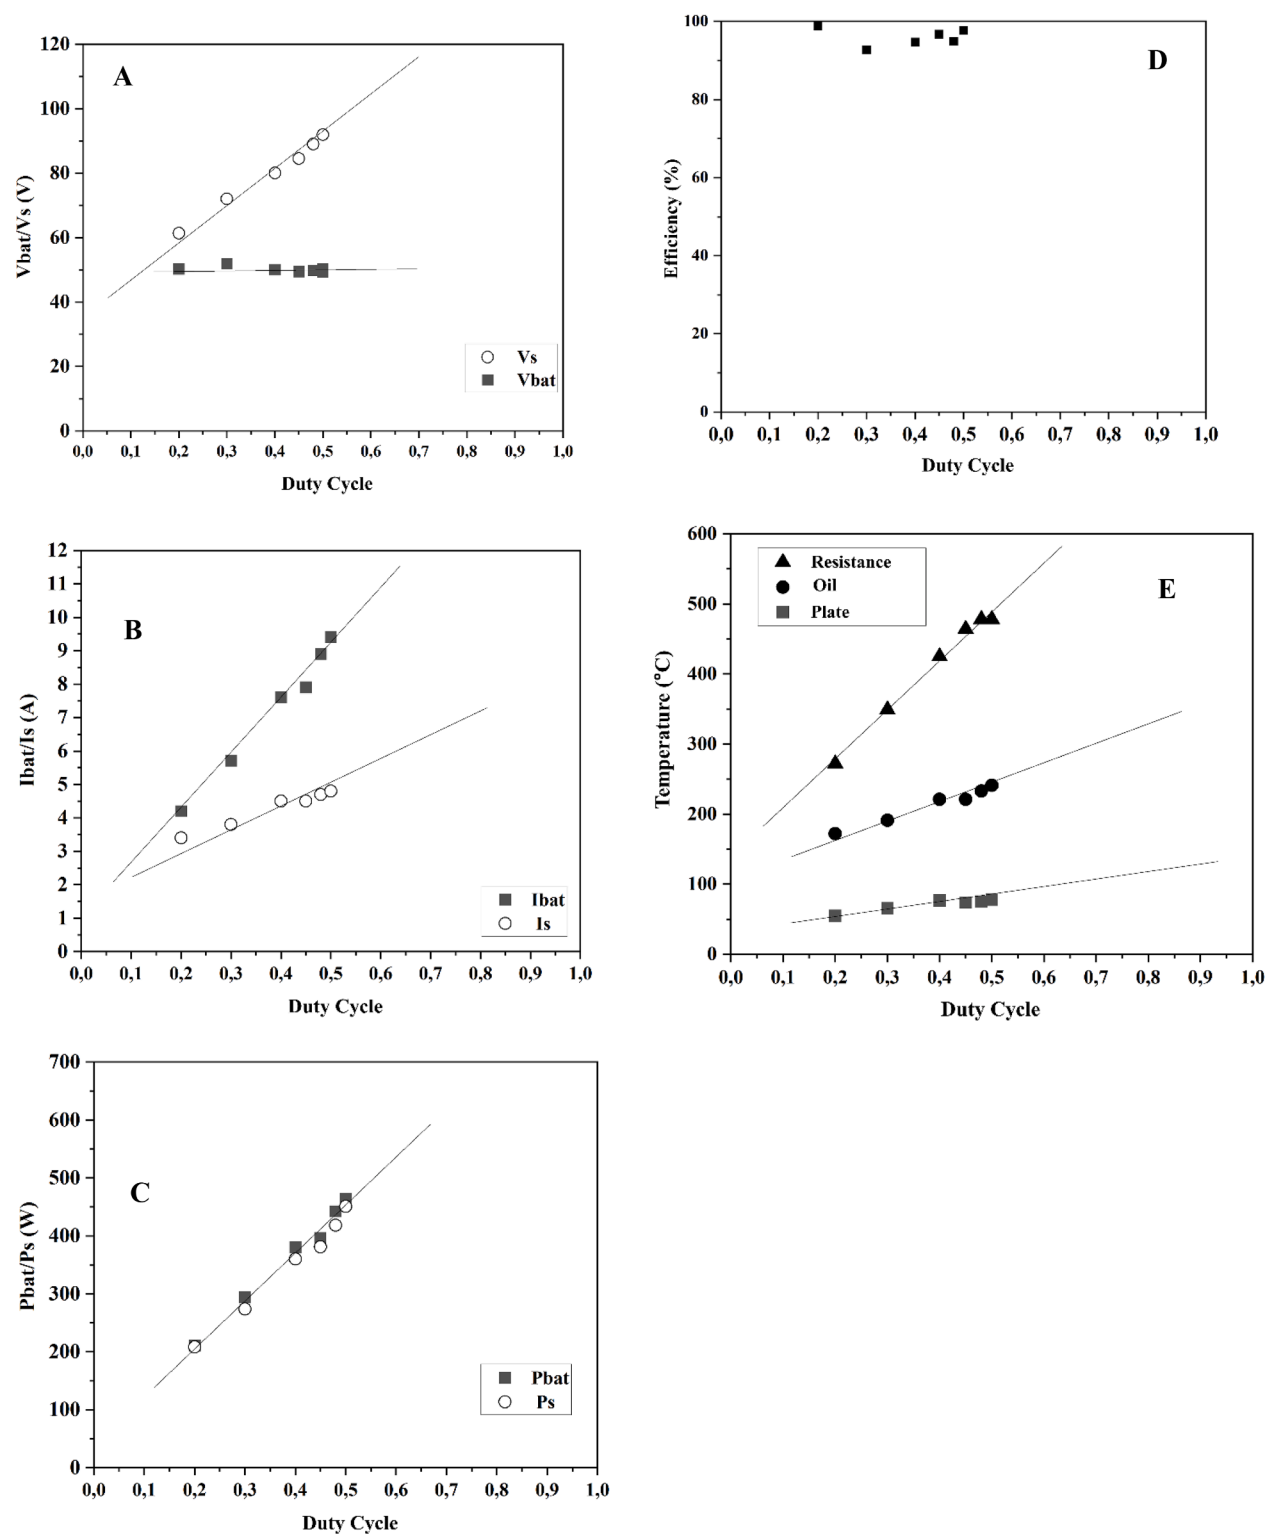 A
Vbat/Vs (V)
120
100
80
60
40
20
0
0,0 0,1 0,2 0,3 0,4 0,5 0,6 0,7 0,8 0,9 1,0
Duty Cycle
Vs
Vbat
D
Efficiency (%)
100
80
60
40
20
0
0,0 0,1 0,2 0,3 0,4 0,5 0,6 0,7 0,8 0,9 1,0
Duty Cycle
B
Ibat/Is (A)
12
11
10
9
8
7
6
5
4
3
2
1
0
0,0 0,1 0,2 0,3 0,4 0,5 0,6 0,7 0,8 0,9 1,0
Duty Cycle
Ibat
Is
E
Temperature (°C)
600
500
400
300
200
100
0
0,0 0,1 0,2 0,3 0,4 0,5 0,6 0,7 0,8 0,9 1,0
Duty Cycle
Resistance
Oil
Plate
C
Pbat/Ps (W)
700
600
500
400
300
200
100
0
0,0 0,1 0,2 0,3 0,4 0,5 0,6 0,7 0,8 0,9 1,0
Duty Cycle
Pbat
Ps